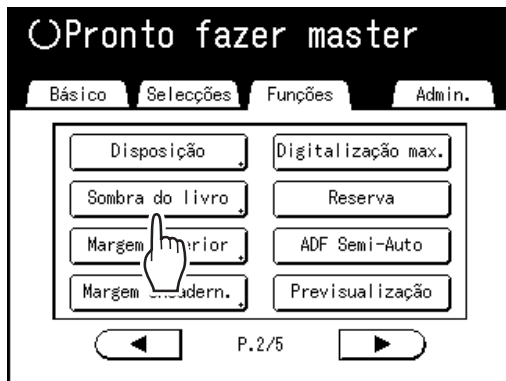 Pronto fazer master
Básico Selecções Funções Admin.
Disposição Digitalização max.
Sombra do livro Reserva
Margem ADF Semi-Auto
Margem Previsualização
P.2/5